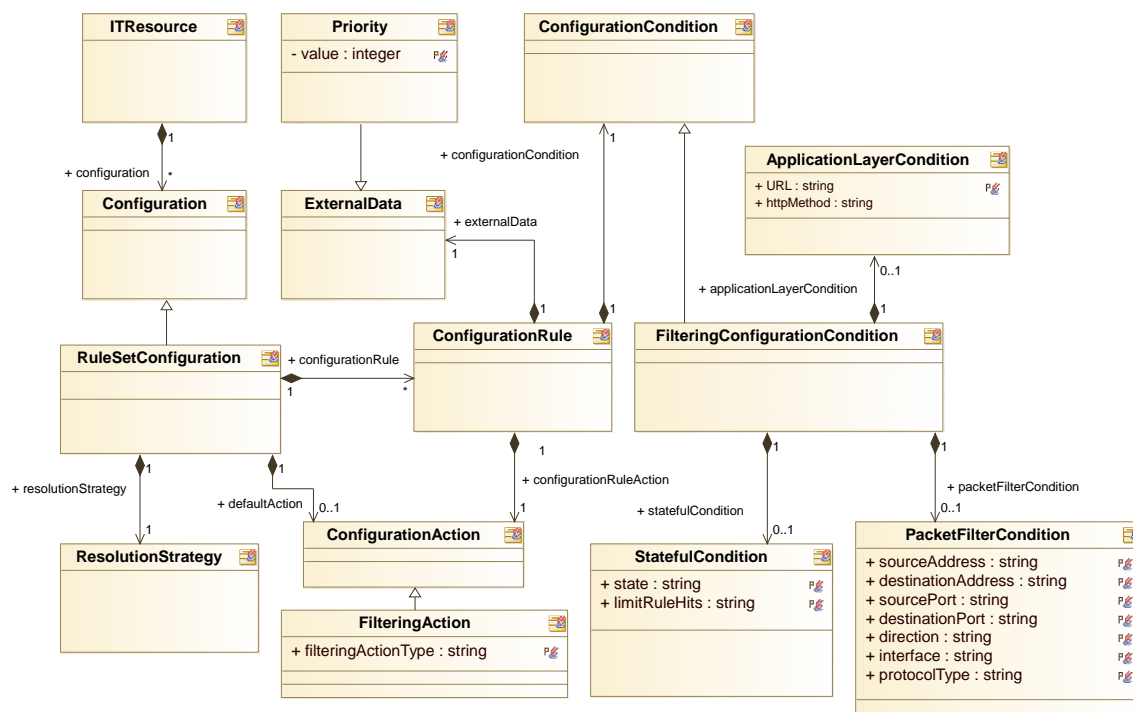 ITResource
Priority
- value : integer
ConfigurationCondition
1
+ configuration
*
+ configurationCondition
1
ApplicationLayerCondition
+ URL : string
+ httpMethod : string
Configuration
ExternalData
+ externalData
1
0..1
+ applicationLayerCondition
1
1
1
ConfigurationRule
FilteringConfigurationCondition
RuleSetConfiguration
+ configurationRule
1
*
1
1
1
1
1
+ resolutionStrategy
+ defaultAction
0..1
+ configurationRuleAction
1
+ packetFilterCondition
0..1
+ statefulCondition
0..1
1
ResolutionStrategy
ConfigurationAction
StatefulCondition
+ state : string
+ limitRuleHits : string
PacketFilterCondition
+ sourceAddress : string
+ destinationAddress : string
+ sourcePort : string
+ destinationPort : string
+ direction : string
+ interface : string
+ protocolType : string
FilteringAction
+ filteringActionType : string